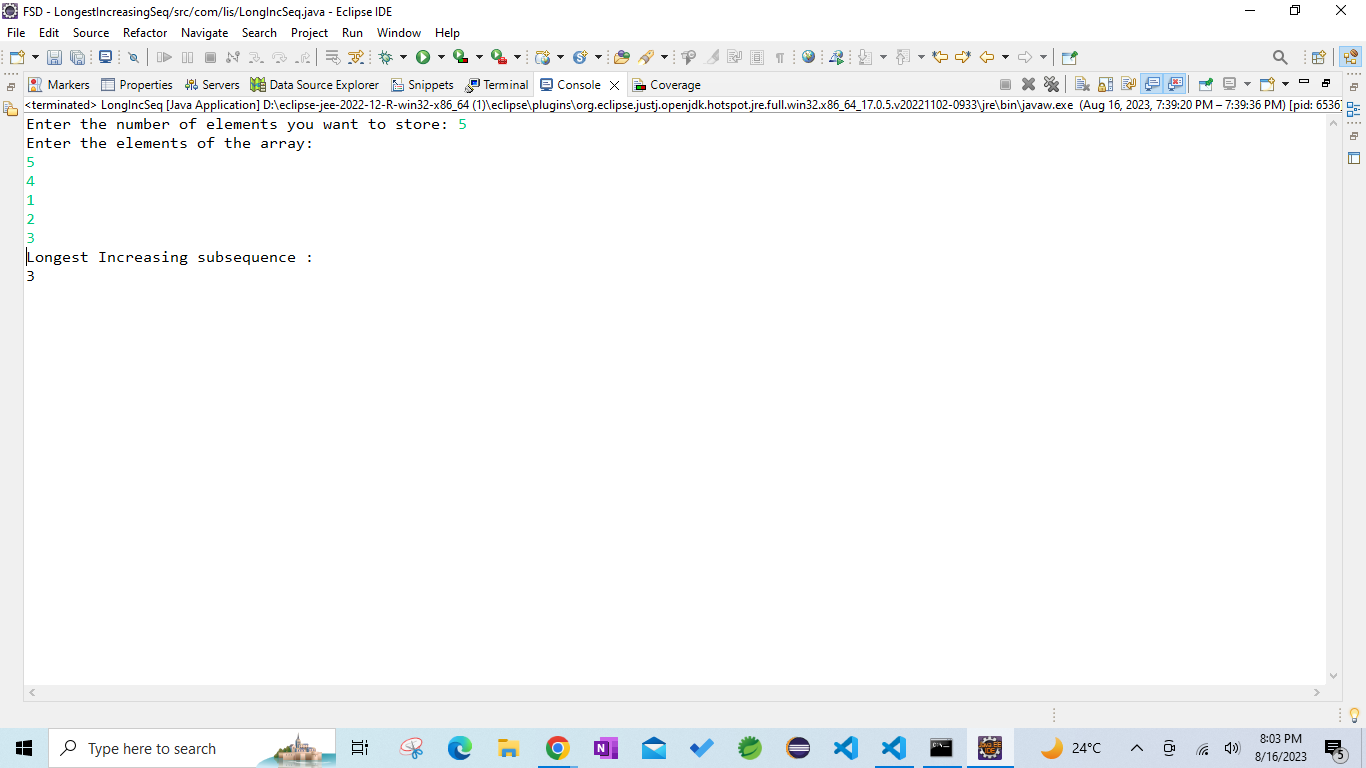 FSD - LongestIncreasingSeq/src/com/lis/LongIncSeq.java - Eclipse IDE
File Edit Source Refactor Navigate Search Project Run Window Help
Markers Properties Servers Data Source Explorer Snippets Terminal Console Coverage
<terminated> LongIncSeq [Java Application] D:\eclipse-jee-2022-12-R-win32-x86_64 (1)\eclipse\plugins\org.eclipse.justj.openjdk.hotspot.jre.full.win32.x86_64_17.0.5.v20221102-0933\jre\bin\javaw.exe (Aug 16, 2023, 7:39:20 PM – 7:39:36 PM) [pid: 6536]
Enter the number of elements you want to store: 5
Enter the elements of the array:
5
4
1
2
3
Longest Increasing subsequence :
3
Type here to search
24°C
8:03 PM
8/16/2023
5